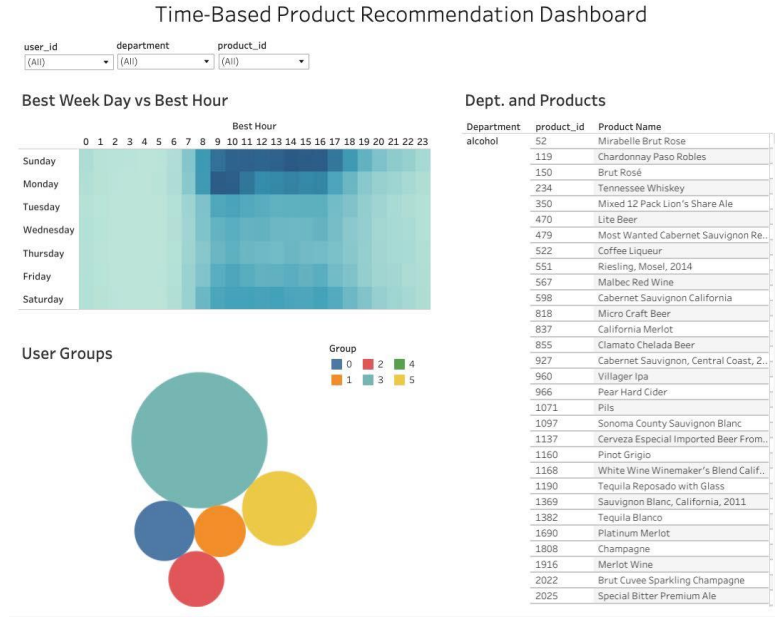 Time-Based Product Recommendation Dashboard
user_id department product_id
(All) (All) (All)
Best Week Day vs Best Hour
Best Hour
0 1 2 3 4 5 6 7 8 9 10 11 12 13 14 15 16 17 18 19 20 21 22 23
Sunday
Monday
Tuesday
Wednesday
Thursday
Friday
Saturday
User Groups
Group
0 2 4
1 3 5
Dept. and Products
Department product_id Product Name
alcohol 52 Mirabelle Brut Rose
119 Chardonnay Paso Robles
150 Brut Rosé
234 Tennessee Whiskey
350 Mixed 12 Pack Lion's Share Ale
470 Lite Beer
479 Most Wanted Cabernet Sauvignon Re..
522 Coffee Liqueur
551 Riesling, Mosel, 2014
567 Malbec Red Wine
598 Cabernet Sauvignon California
818 Micro Craft Beer
837 California Merlot
855 Clamato Chelada Beer
927 Cabernet Sauvignon, Central Coast, 2..
960 Villager Ipa
966 Pear Hard Cider
1071 Pils
1097 Sonoma County Sauvignon Blanc
1137 Cerveza Especial Imported Beer From..
1160 Pinot Grigio
1168 White Wine Winemaker's Blend Calif..
1190 Tequila Reposado with Glass
1369 Sauvignon Blanc, California, 2011
1382 Tequila Blanco
1690 Platinum Merlot
1808 Champagne
1916 Merlot Wine
2022 Brut Cuvee Sparkling Champagne
2025 Special Bitter Premium Ale